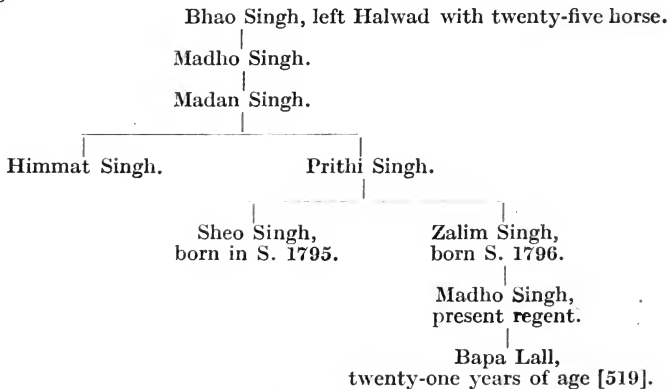 Bhao Singh, left Halwad with twenty-five horse.
Madho Singh.
Madan Singh.
Himmat Singh. Prithi Singh.
Sheo Singh, Zalim Singh,
born in S. 1795. born S. 1796.
Madho Singh,
present regent.
Bapa Lall,
twenty-one years of age [519].